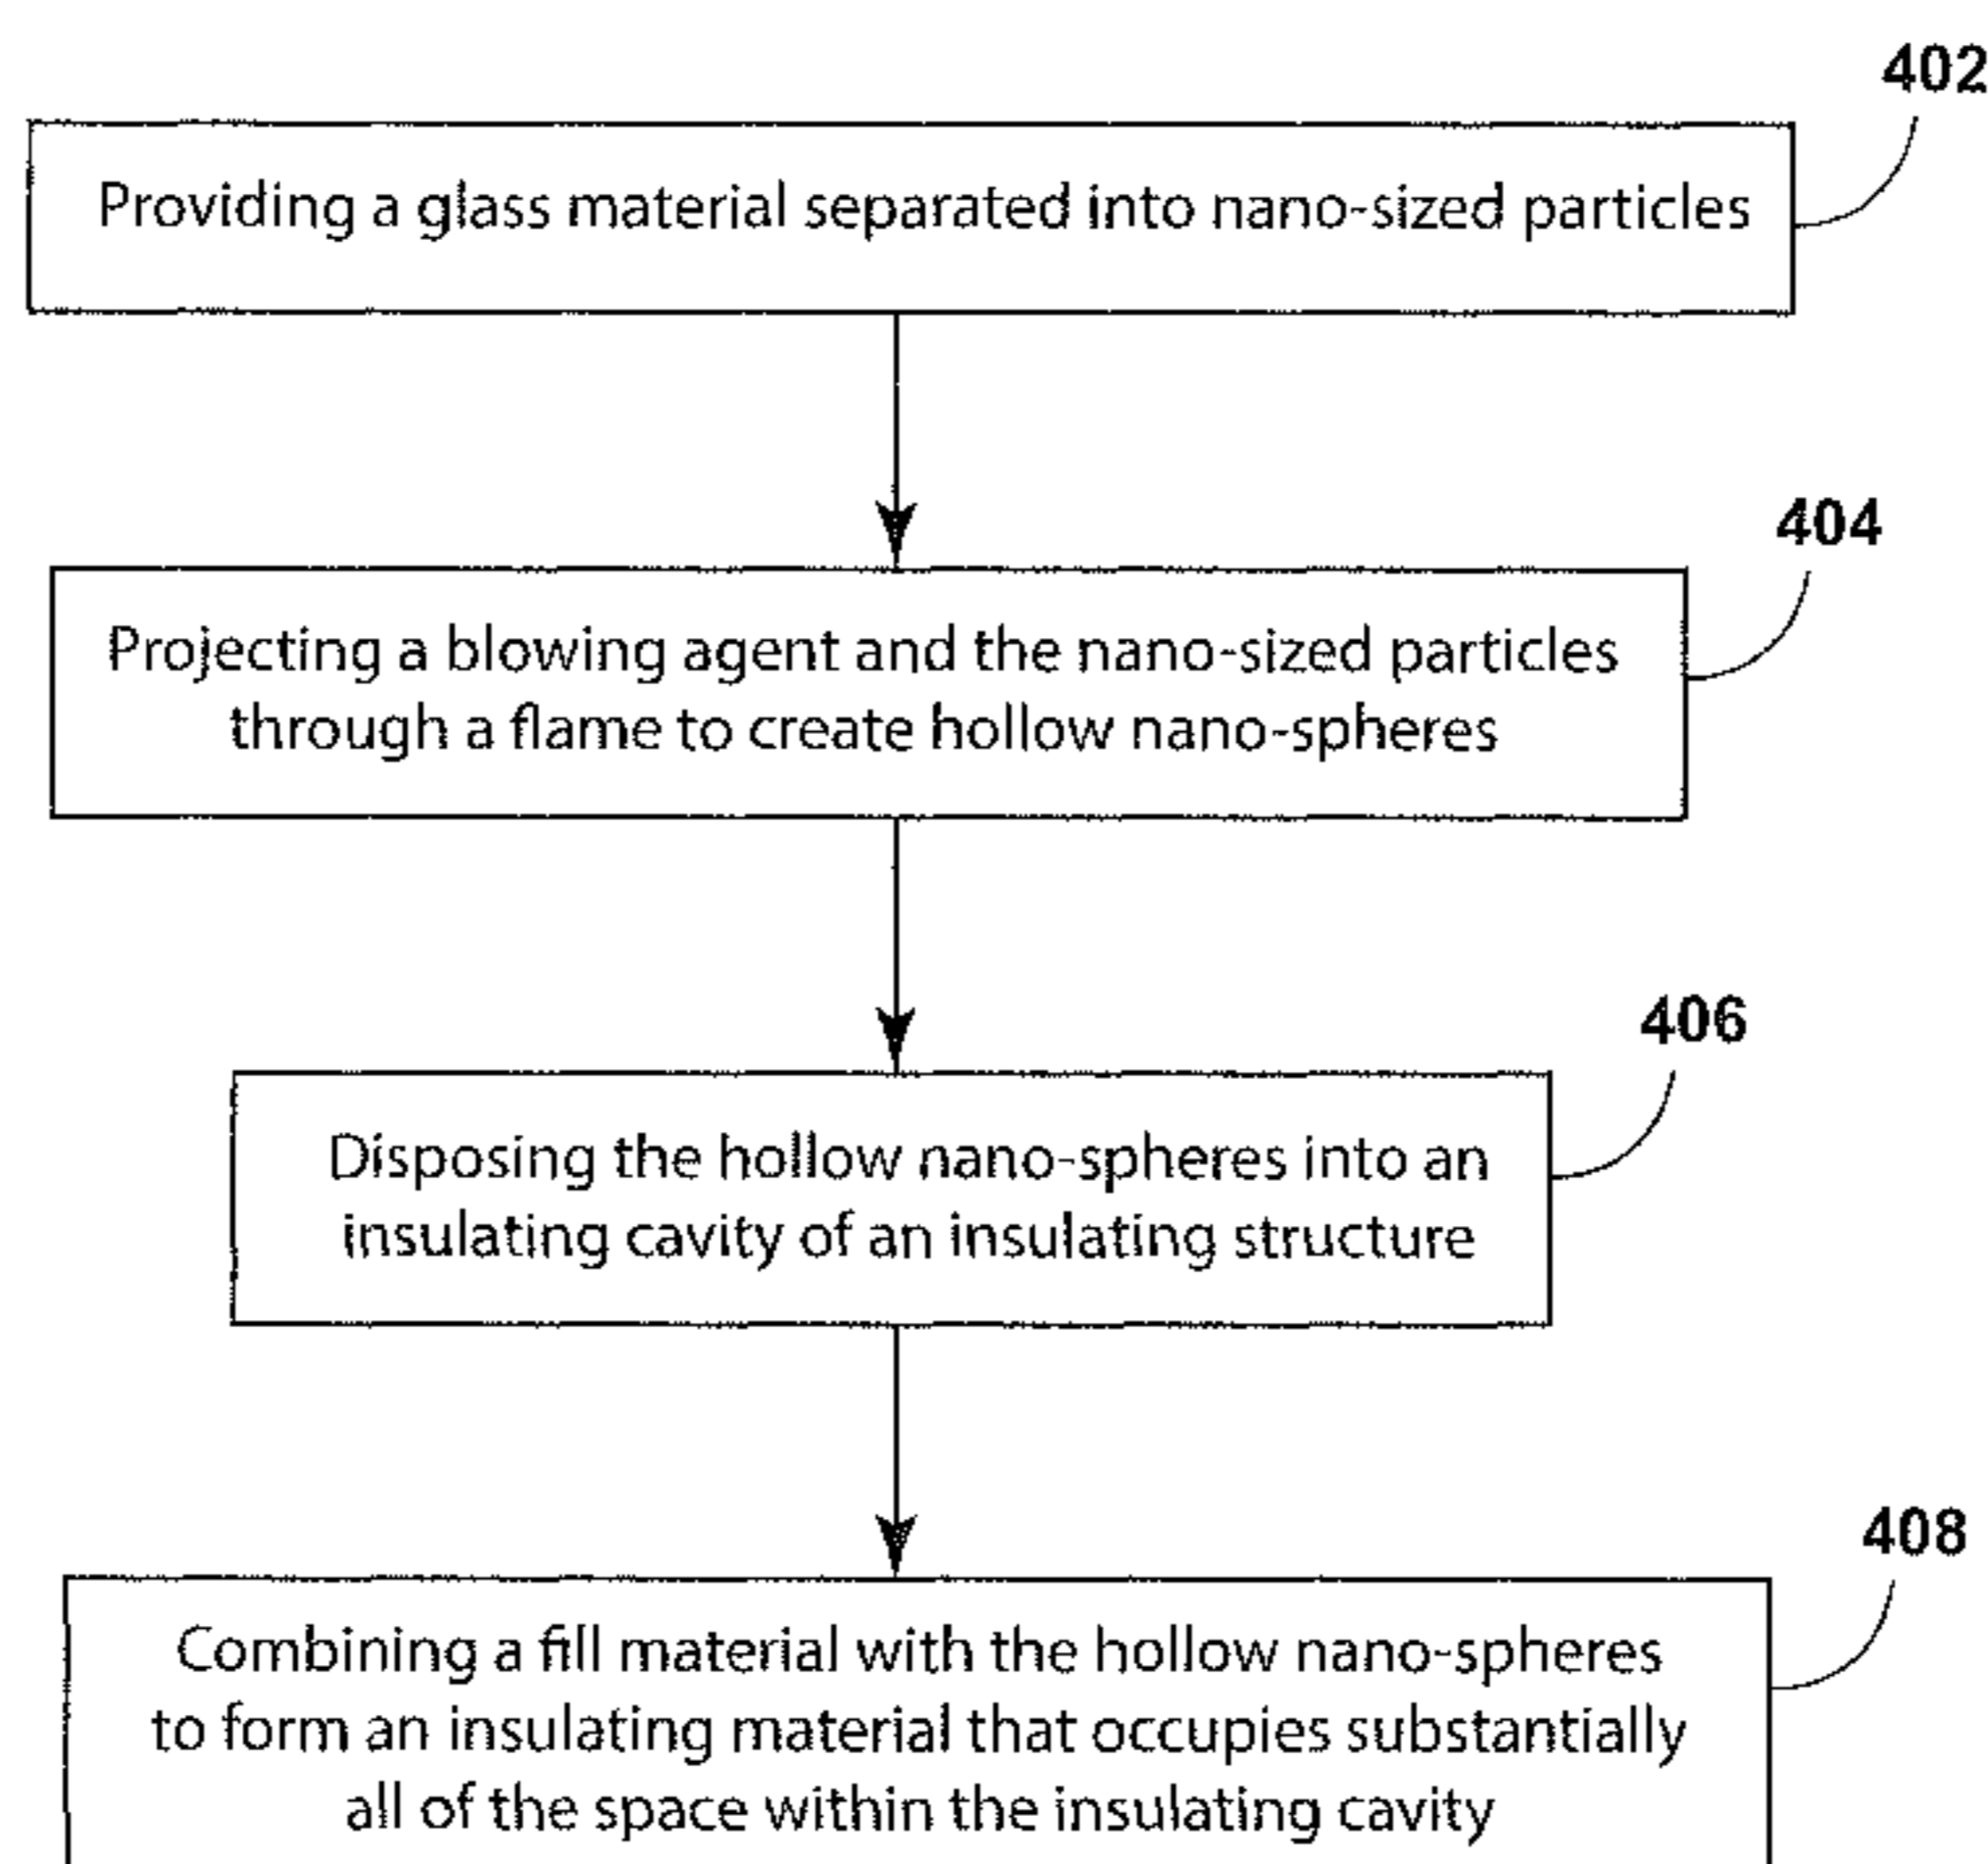 402
Providing a glass material separated into nano-sized particles
404
Projecting a blowing agent and the nano-sized particles
through a flame to create hollow nano-spheres
406
Disposing the hollow nano-spheres into an
insulating cavity of an insulating structure
408
Combining a fill material with the hollow nano-spheres
to form an insulating material that occupies substantially
all of the space within the insulating cavity